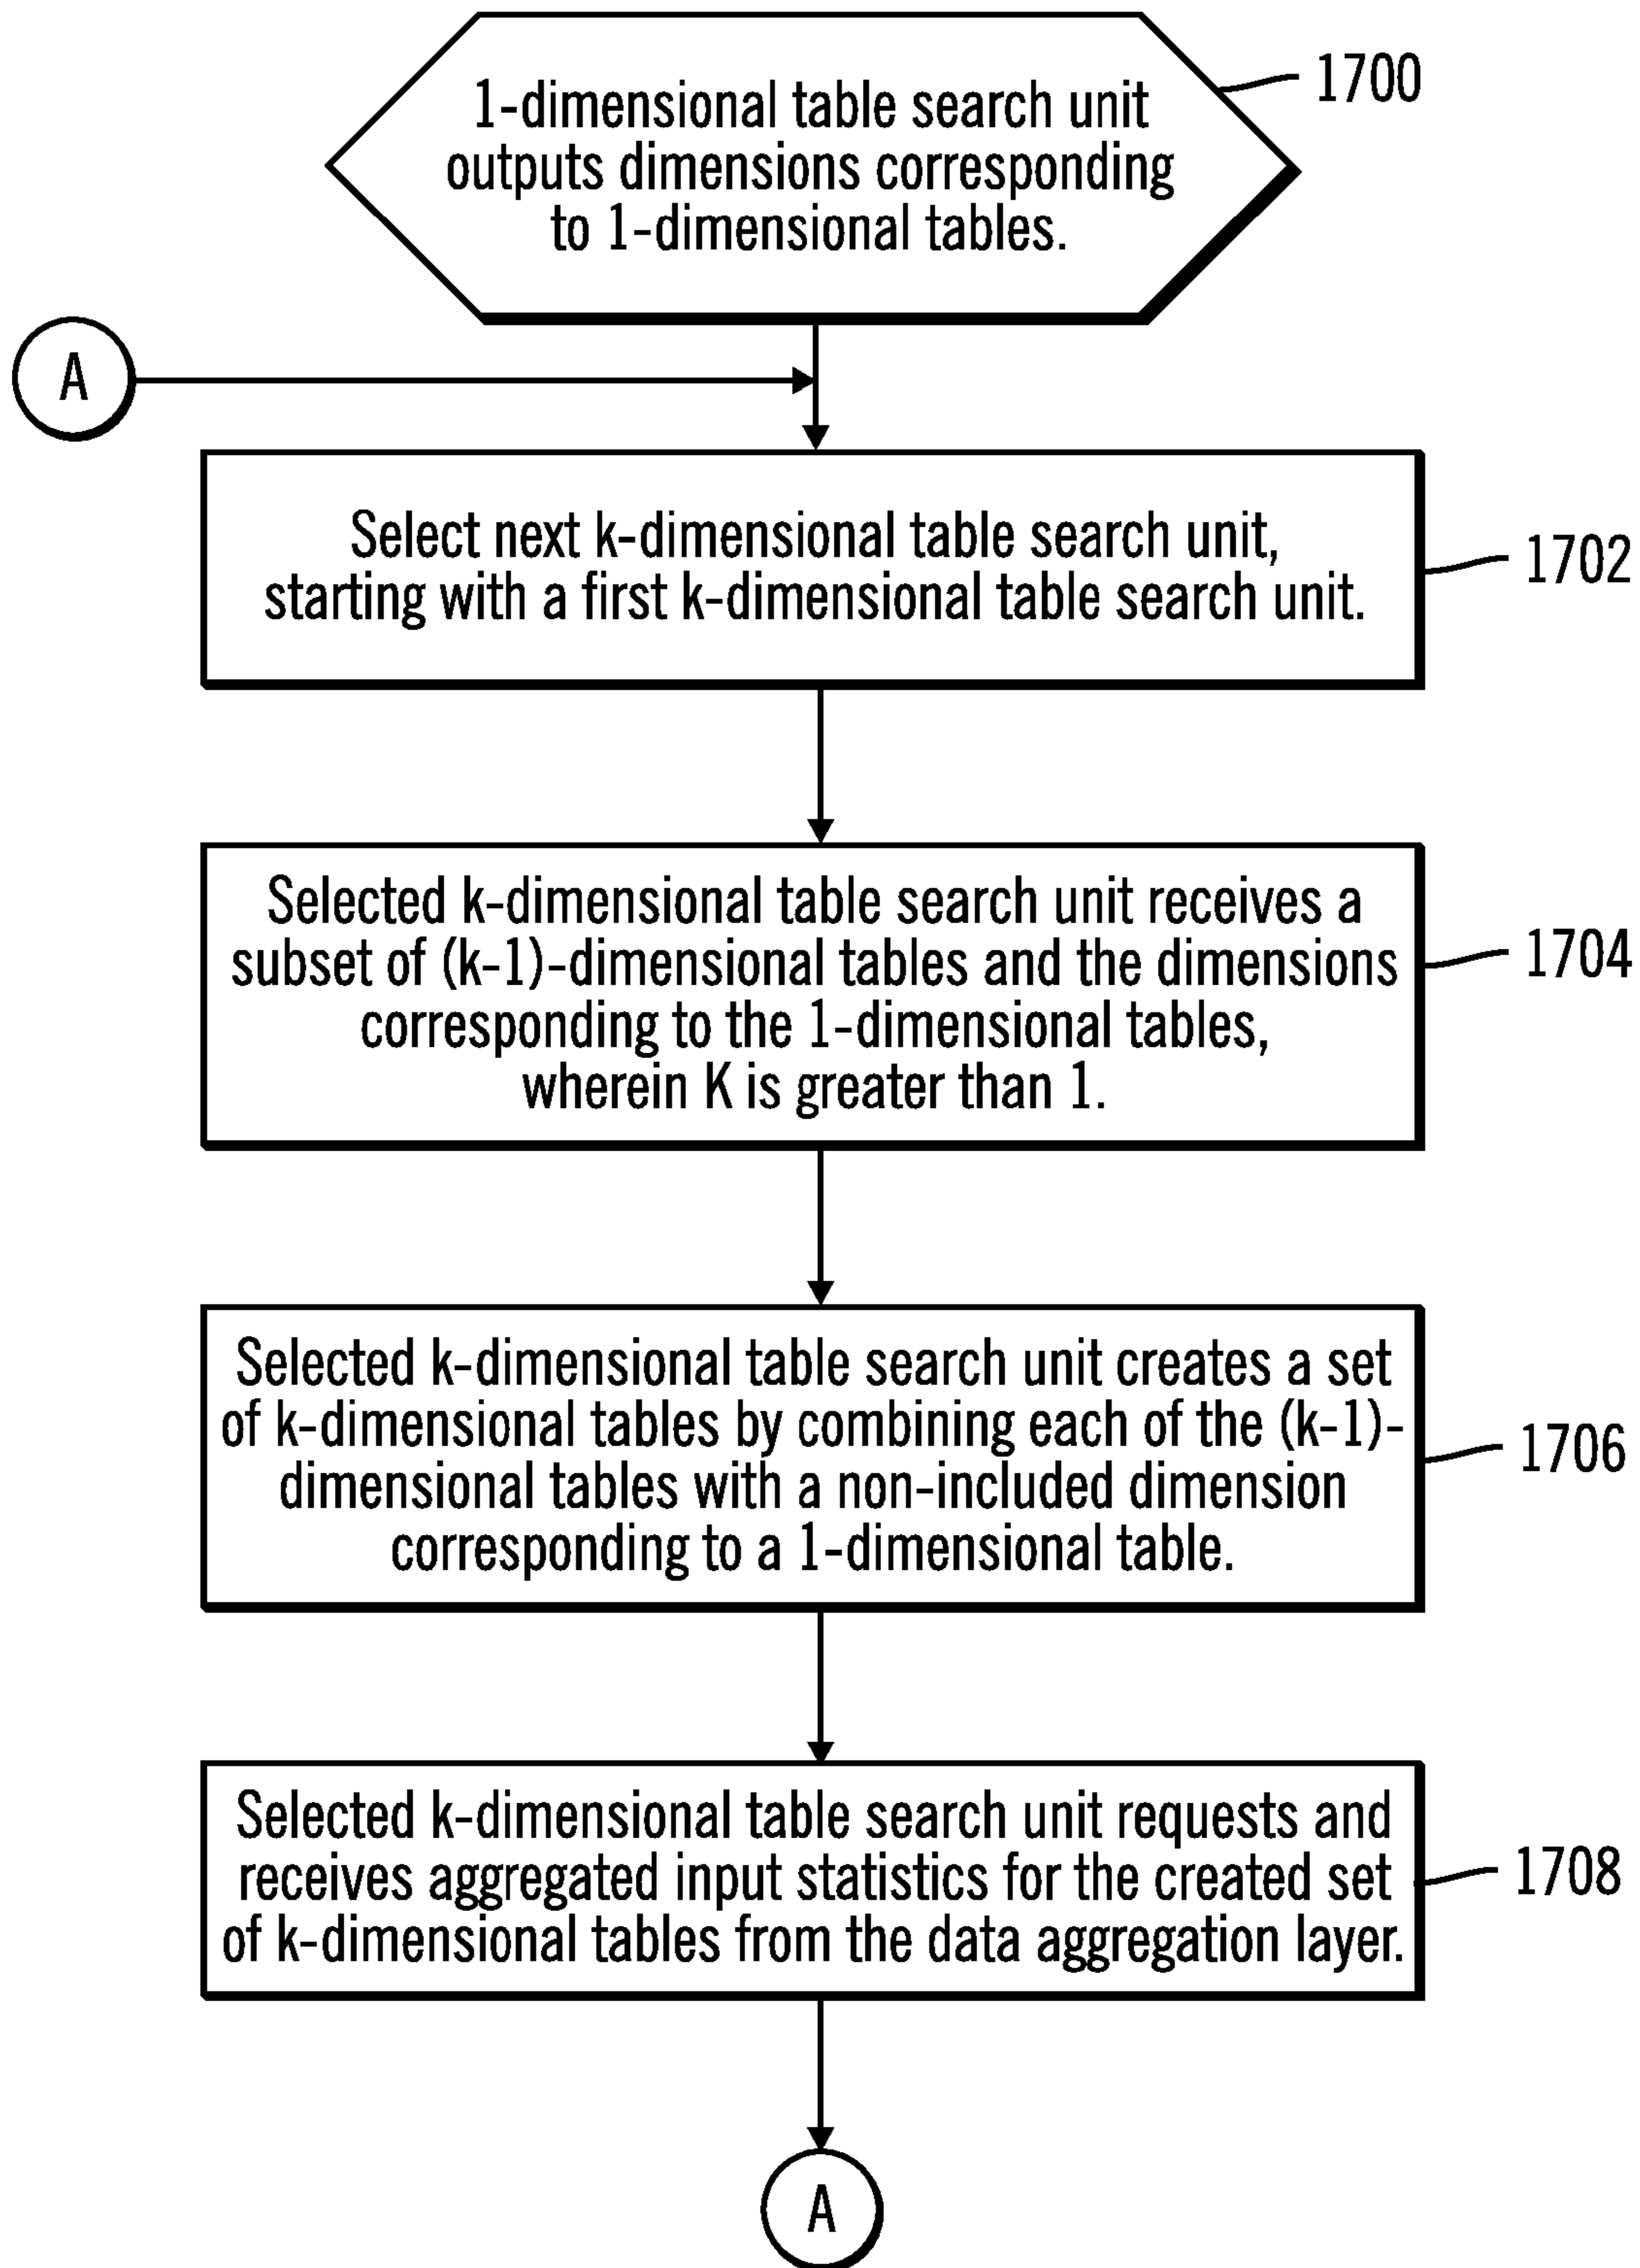 1-dimensional table search unit
outputs dimensions corresponding
to 1-dimensional tables.
1700
A
Select next k-dimensional table search unit,
starting with a first k-dimensional table search unit.
1702
Selected k-dimensional table search unit receives a
subset of (k-1)-dimensional tables and the dimensions
corresponding to the 1-dimensional tables,
wherein K is greater than 1.
1704
Selected k-dimensional table search unit creates a set
of k-dimensional tables by combining each of the (k-1)-
dimensional tables with a non-included dimension
corresponding to a 1-dimensional table.
1706
Selected k-dimensional table search unit requests and
receives aggregated input statistics for the created set
of k-dimensional tables from the data aggregation layer.
1708
A